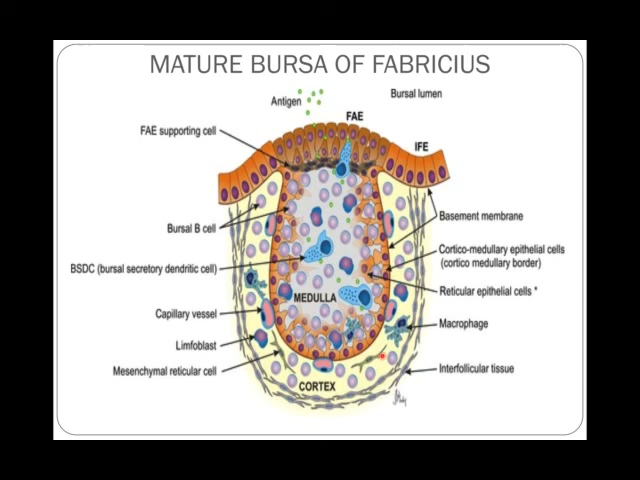 MATURE BURSA OF FABRICIUS
Antigen
Bursal lumen
FAE
FAE supporting cell
IFE
Basement membrane
Bursal B cell
Cortico-medullary epithelial cells
(cortico medullary border)
BSDC (bursal secretory dendritic cell)
Reticular epithelial cells *
MEDULLA
Capillary vessel
Macrophage
Limfoblast
Mesenchymal reticular cell
Interfollicular tissue
CORTEX